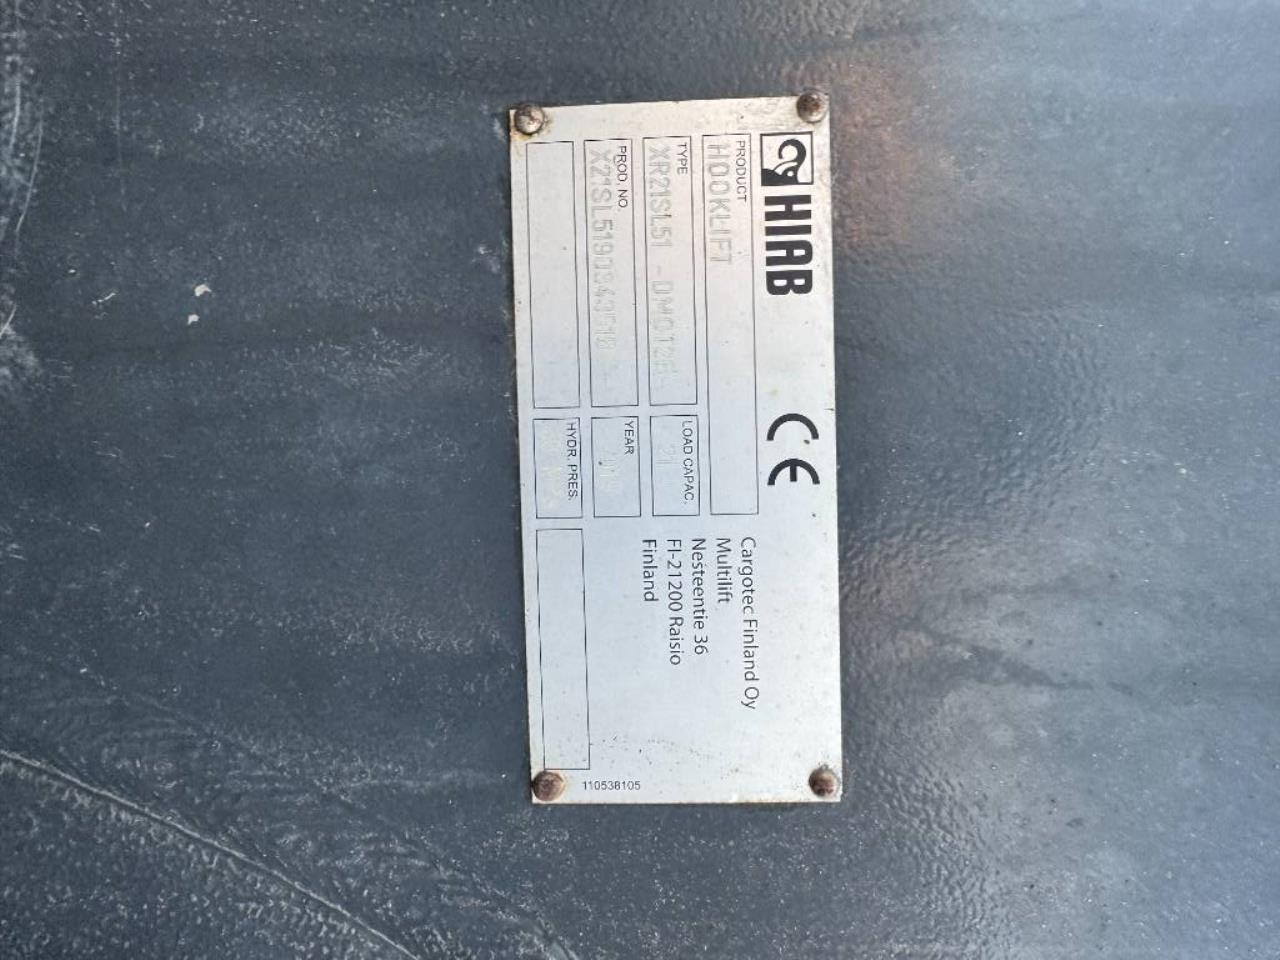 HIAB
CE
PRODUCT
HOOKLIFT
TYPE
XR21SL51
LOAD CAPAC.
21
PROD. NO.
YEAR
HYDR. PRES.
Cargotec Finland Oy
Multilift
Nesteentie 36
FI-21200 Raisio
Finland
110538105